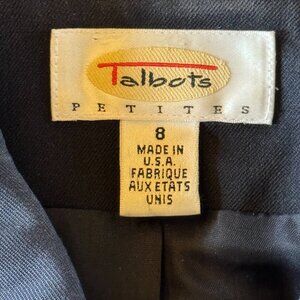 Talbots
PETITES
8
MADE IN
U.S.A.
FABRIQUE
AUX ETATS
UNIS